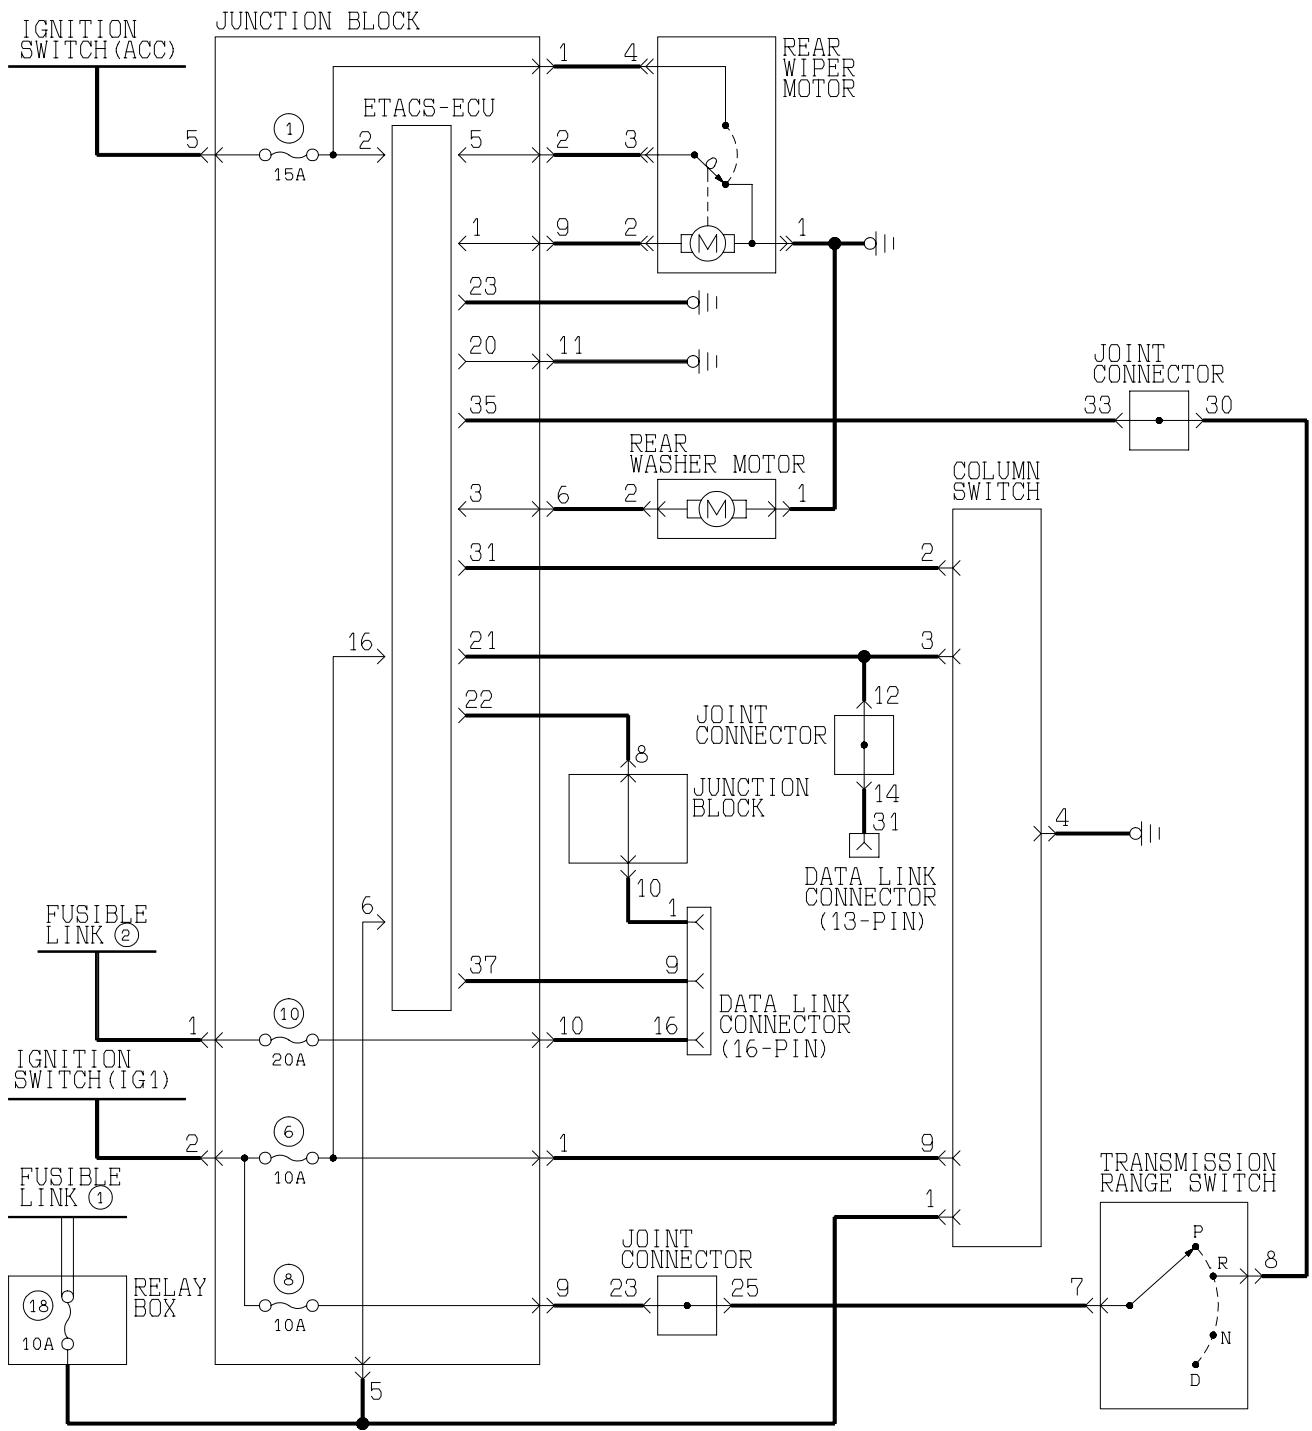 IGNITION
SWITCH(ACC)
JUNCTION BLOCK
1 4
REAR
WIPER
MOTOR
ETACS-ECU
5 1 2 5 2 3
15A
1 9 2 1
23
20 11
JOINT
CONNECTOR
35 33 30
REAR
WASHER MOTOR
COLUMN
SWITCH
3 6 2 1
31 2
16 21 3
22 12
JOINT
CONNECTOR
8
JUNCTION
BLOCK
14
31
4
DATA LINK
CONNECTOR
(13-PIN)
10
6 1
FUSIBLE
LINK 2
37 9
DATA LINK
CONNECTOR
(16-PIN)
1 10 10 16
20A
IGNITION
SWITCH(IG1)
2 6 1 9
10A
TRANSMISSION
RANGE SWITCH
FUSIBLE
LINK 1
1
P
JOINT
CONNECTOR
R 8
8 9 23 25 7
10A
RELAY
BOX
18
10A
N
D
5